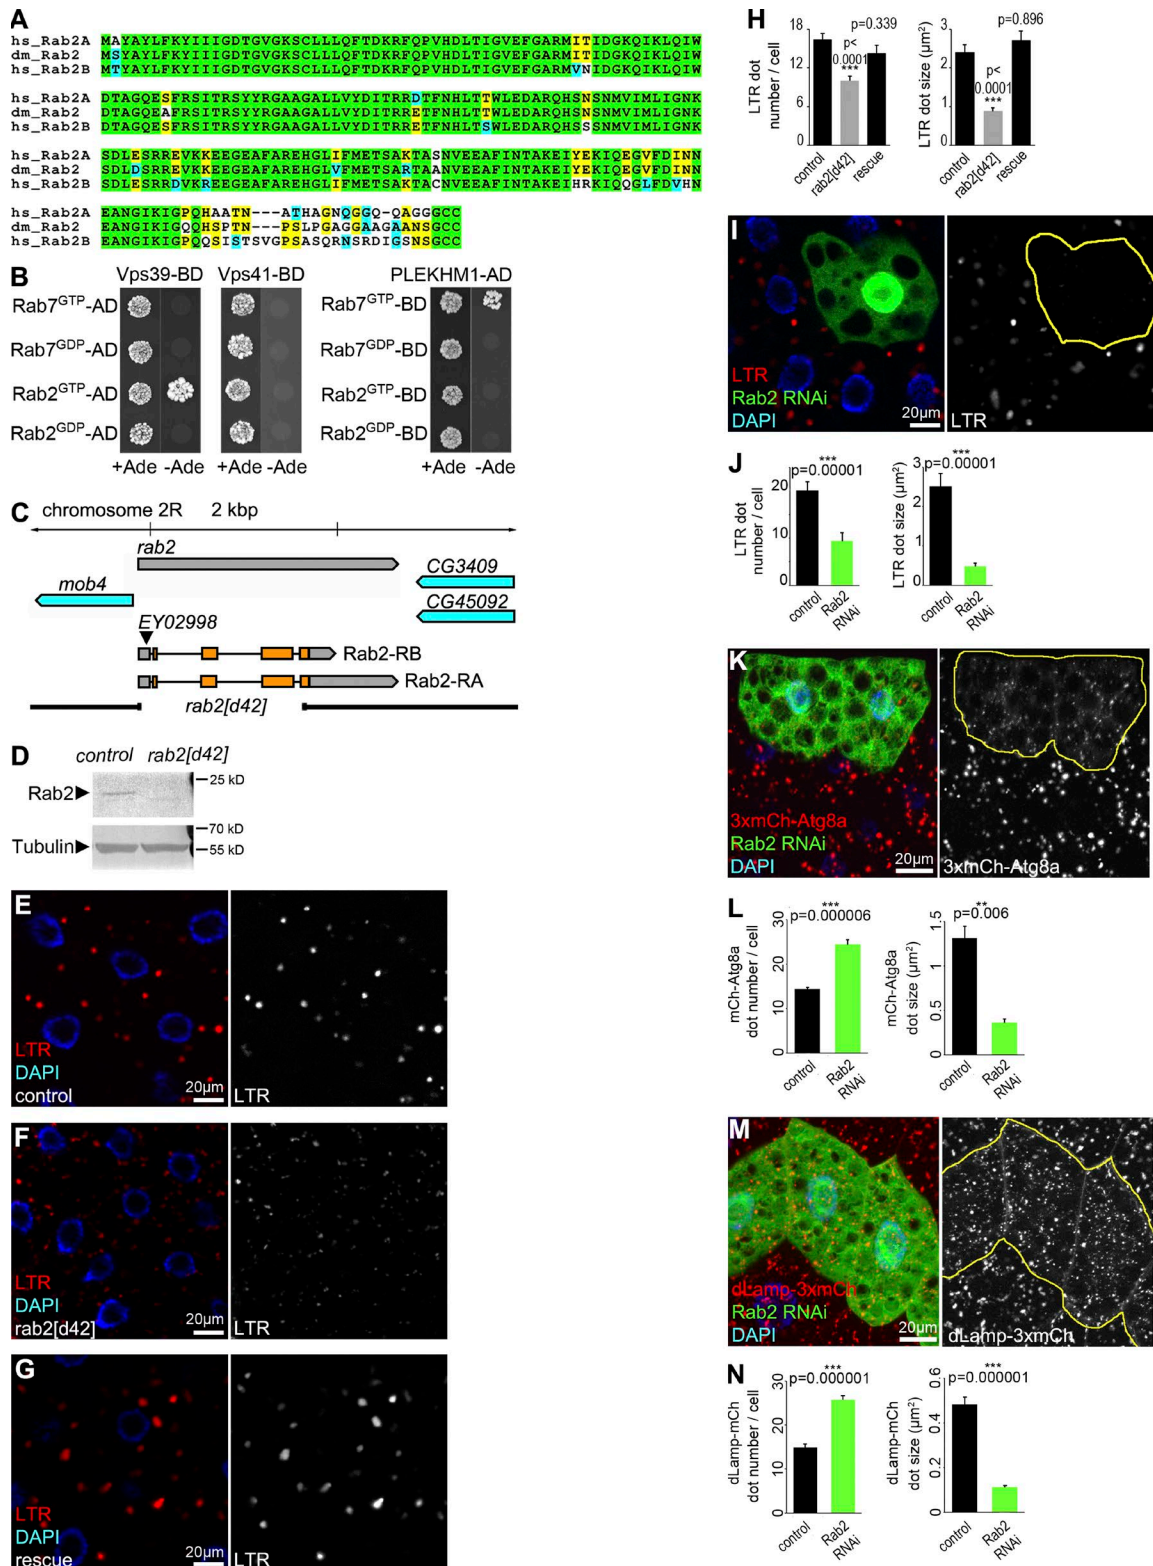 A
hs_Rab2A MAYAYLFKYIIIGDTGVGKSCLLLQFTDKRFQPVHDLTIGVEFGARMITIDGKQIKLQIW
dm_Rab2 MSYAYLFKYIIIGDTGVGKSCLLLQFTDKRFQPVHDLTIGVEFGARMITIDGKQIKLQIW
hs_Rab2B MTYAYLFKYIIIGDTGVGKSCLLLQFTDKRFQPVHDLTIGVEFGARMVNIDGKQIKLQIW
hs_Rab2A DTAGQESFRSITRSYYRGAAGALLVYDITRRDTFNHLTTWLEDARQHSNSNMVIMLIGNK
dm_Rab2 DTAGQEAFRSITRSYYRGAAGALLVYDITRRETFNHLTTWLEDARQHSNSNMVIMLIGNK
hs_Rab2B DTAGQESFRSITRSYYRGAAGALLVYDITRRETFNHLTSWLEDARQHSSSNMVIMLIGNK
hs_Rab2A SDLESRREVKKEEGEAFAREHGLIFMETSAKTASNVEEAFINTAKEIYEKIQEGVFDINN
dm_Rab2 SDLDSRREVKKEEGEAFAREHGLVFMETSARTAANVEEAFINTAKEIYEKIQEGVFDINN
hs_Rab2B SDLESRRDVKREEGEAFAREHGLIFMETSAKTACNVEEAFINTAKEIHRKIQQGLFDVHN
hs_Rab2A EANGIKIGPQHAATN---ATHAGNQGGQ-QAGGGCC
dm_Rab2 EANGIKIGQQHSPTN---PSLPGAGGAAGAANSGCC
hs_Rab2B EANGIKIGPQQSISTSVGPSASQRNSRDIGSNSGCC
B
Vps39-BD Vps41-BD PLEKHM1-AD
Rab7GTP-AD Rab7GTP-BD
Rab7GDP-AD Rab7GDP-BD
Rab2GTP-AD Rab2GTP-BD
Rab2GDP-AD Rab2GDP-BD
+Ade -Ade +Ade -Ade +Ade -Ade
C
chromosome 2R 2 kbp
rab2
mob4
CG3409
CG45092
EY02998
Rab2-RB
Rab2-RA
rab2[d42]
D
control rab2[d42]
Rab2 25 kD
Tubulin 70 kD
55 kD
E
LTR
DAPI
control 20µm LTR
F
LTR
DAPI
rab2[d42] 20µm LTR
G
LTR
DAPI
rescue 20µm LTR
H
LTR dot number / cell
0 6 12 18
p< 0.0001 ***
p=0.339
control rab2[d42] rescue
LTR dot size (µm²)
0 1 2 3
p< 0.0001 ***
p=0.896
control rab2[d42] rescue
I
LTR
Rab2 RNAi
DAPI 20µm LTR
J
LTR dot number / cell
0 10 20
***
p=0.00001
control Rab2 RNAi
LTR dot size (µm²)
0 1 2 3
***
p=0.00001
control Rab2 RNAi
K
3xmCh-Atg8a
Rab2 RNAi
DAPI 20µm 3xmCh-Atg8a
L
mCh-Atg8a dot number / cell
0 10 20 30
***
p=0.000006
control Rab2 RNAi
mCh-Atg8a dot size (µm²)
0 0.5 1 1.5
**
p=0.006
control Rab2 RNAi
M
dLamp-3xmCh
Rab2 RNAi
DAPI 20µm dLamp-3xmCh
N
dLamp-mCh dot number / cell
0 10 20 30
***
p=0.000001
control Rab2 RNAi
dLamp-mCh dot size (µm²)
0 0.2 0.4 0.6
***
p=0.000001
control Rab2 RNAi